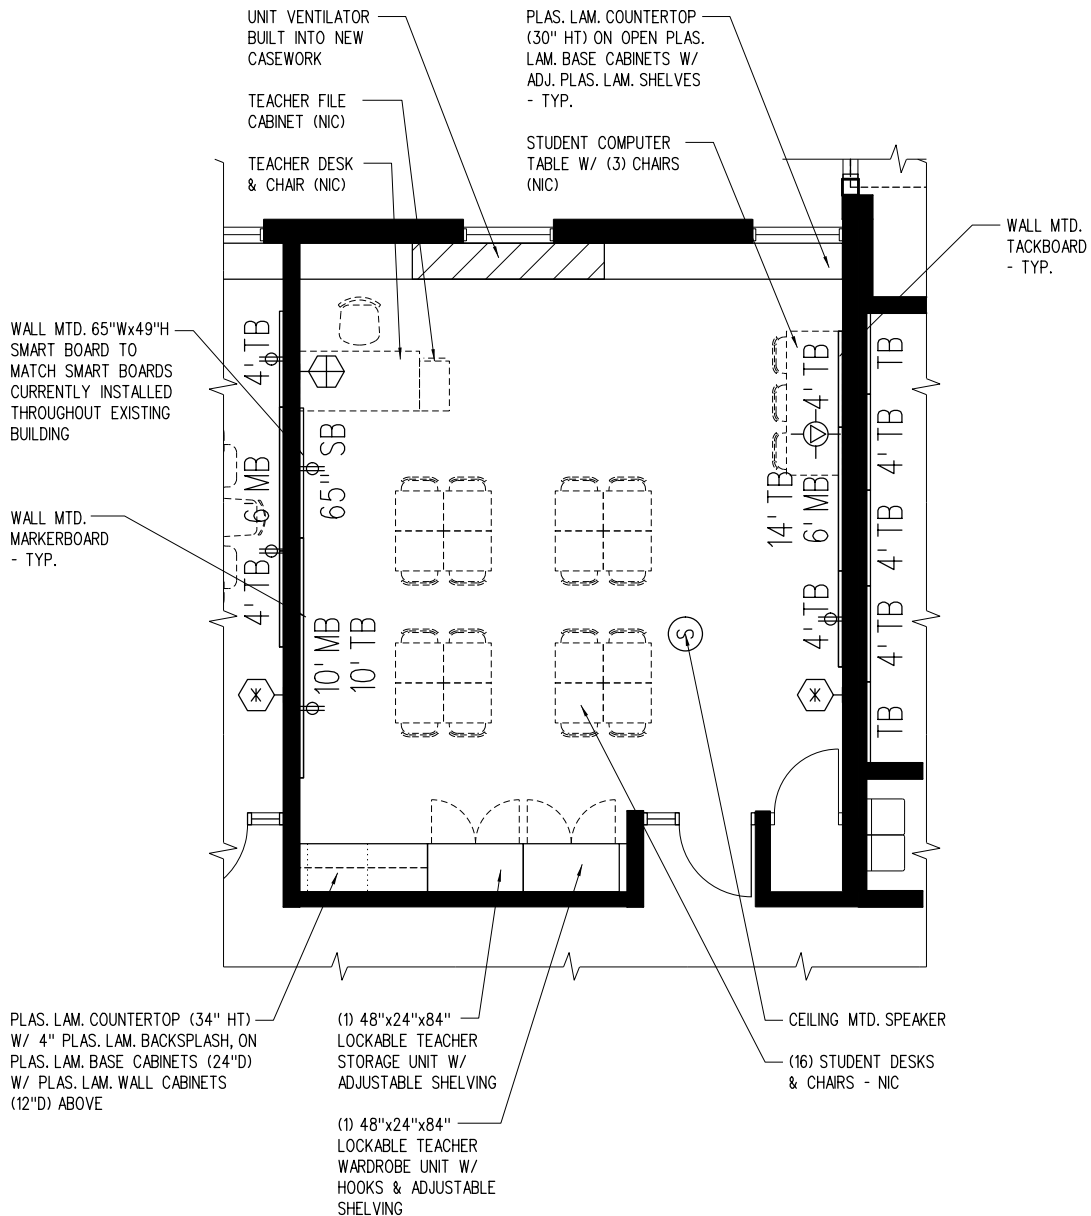 UNIT VENTILATOR
BUILT INTO NEW
CASEWORK
TEACHER FILE
CABINET (NIC)
TEACHER DESK
& CHAIR (NIC)
PLAS. LAM. COUNTERTOP
(30" HT) ON OPEN PLAS.
LAM. BASE CABINETS W/
ADJ. PLAS. LAM. SHELVES
- TYP.
STUDENT COMPUTER
TABLE W/ (3) CHAIRS
(NIC)
WALL MTD.
TACKBOARD
- TYP.
WALL MTD. 65"Wx49"H
SMART BOARD TO
MATCH SMART BOARDS
CURRENTLY INSTALLED
THROUGHOUT EXISTING
BUILDING
WALL MTD.
MARKERBOARD
- TYP.
4' TB
6' MB
4' TB
65" SB
10' MB
10' TB
14' TB
4' TB
6' MB
4' TB
TB
4' TB
4' TB
4' TB
TB
S
PLAS. LAM. COUNTERTOP (34" HT)
W/ 4" PLAS. LAM. BACKSPLASH, ON
PLAS. LAM. BASE CABINETS (24"D)
W/ PLAS. LAM. WALL CABINETS
(12"D) ABOVE
(1) 48"x24"x84"
LOCKABLE TEACHER
STORAGE UNIT W/
ADJUSTABLE SHELVING
(1) 48"x24"x84"
LOCKABLE TEACHER
WARDROBE UNIT W/
HOOKS & ADJUSTABLE
SHELVING
CEILING MTD. SPEAKER
(16) STUDENT DESKS
& CHAIRS - NIC